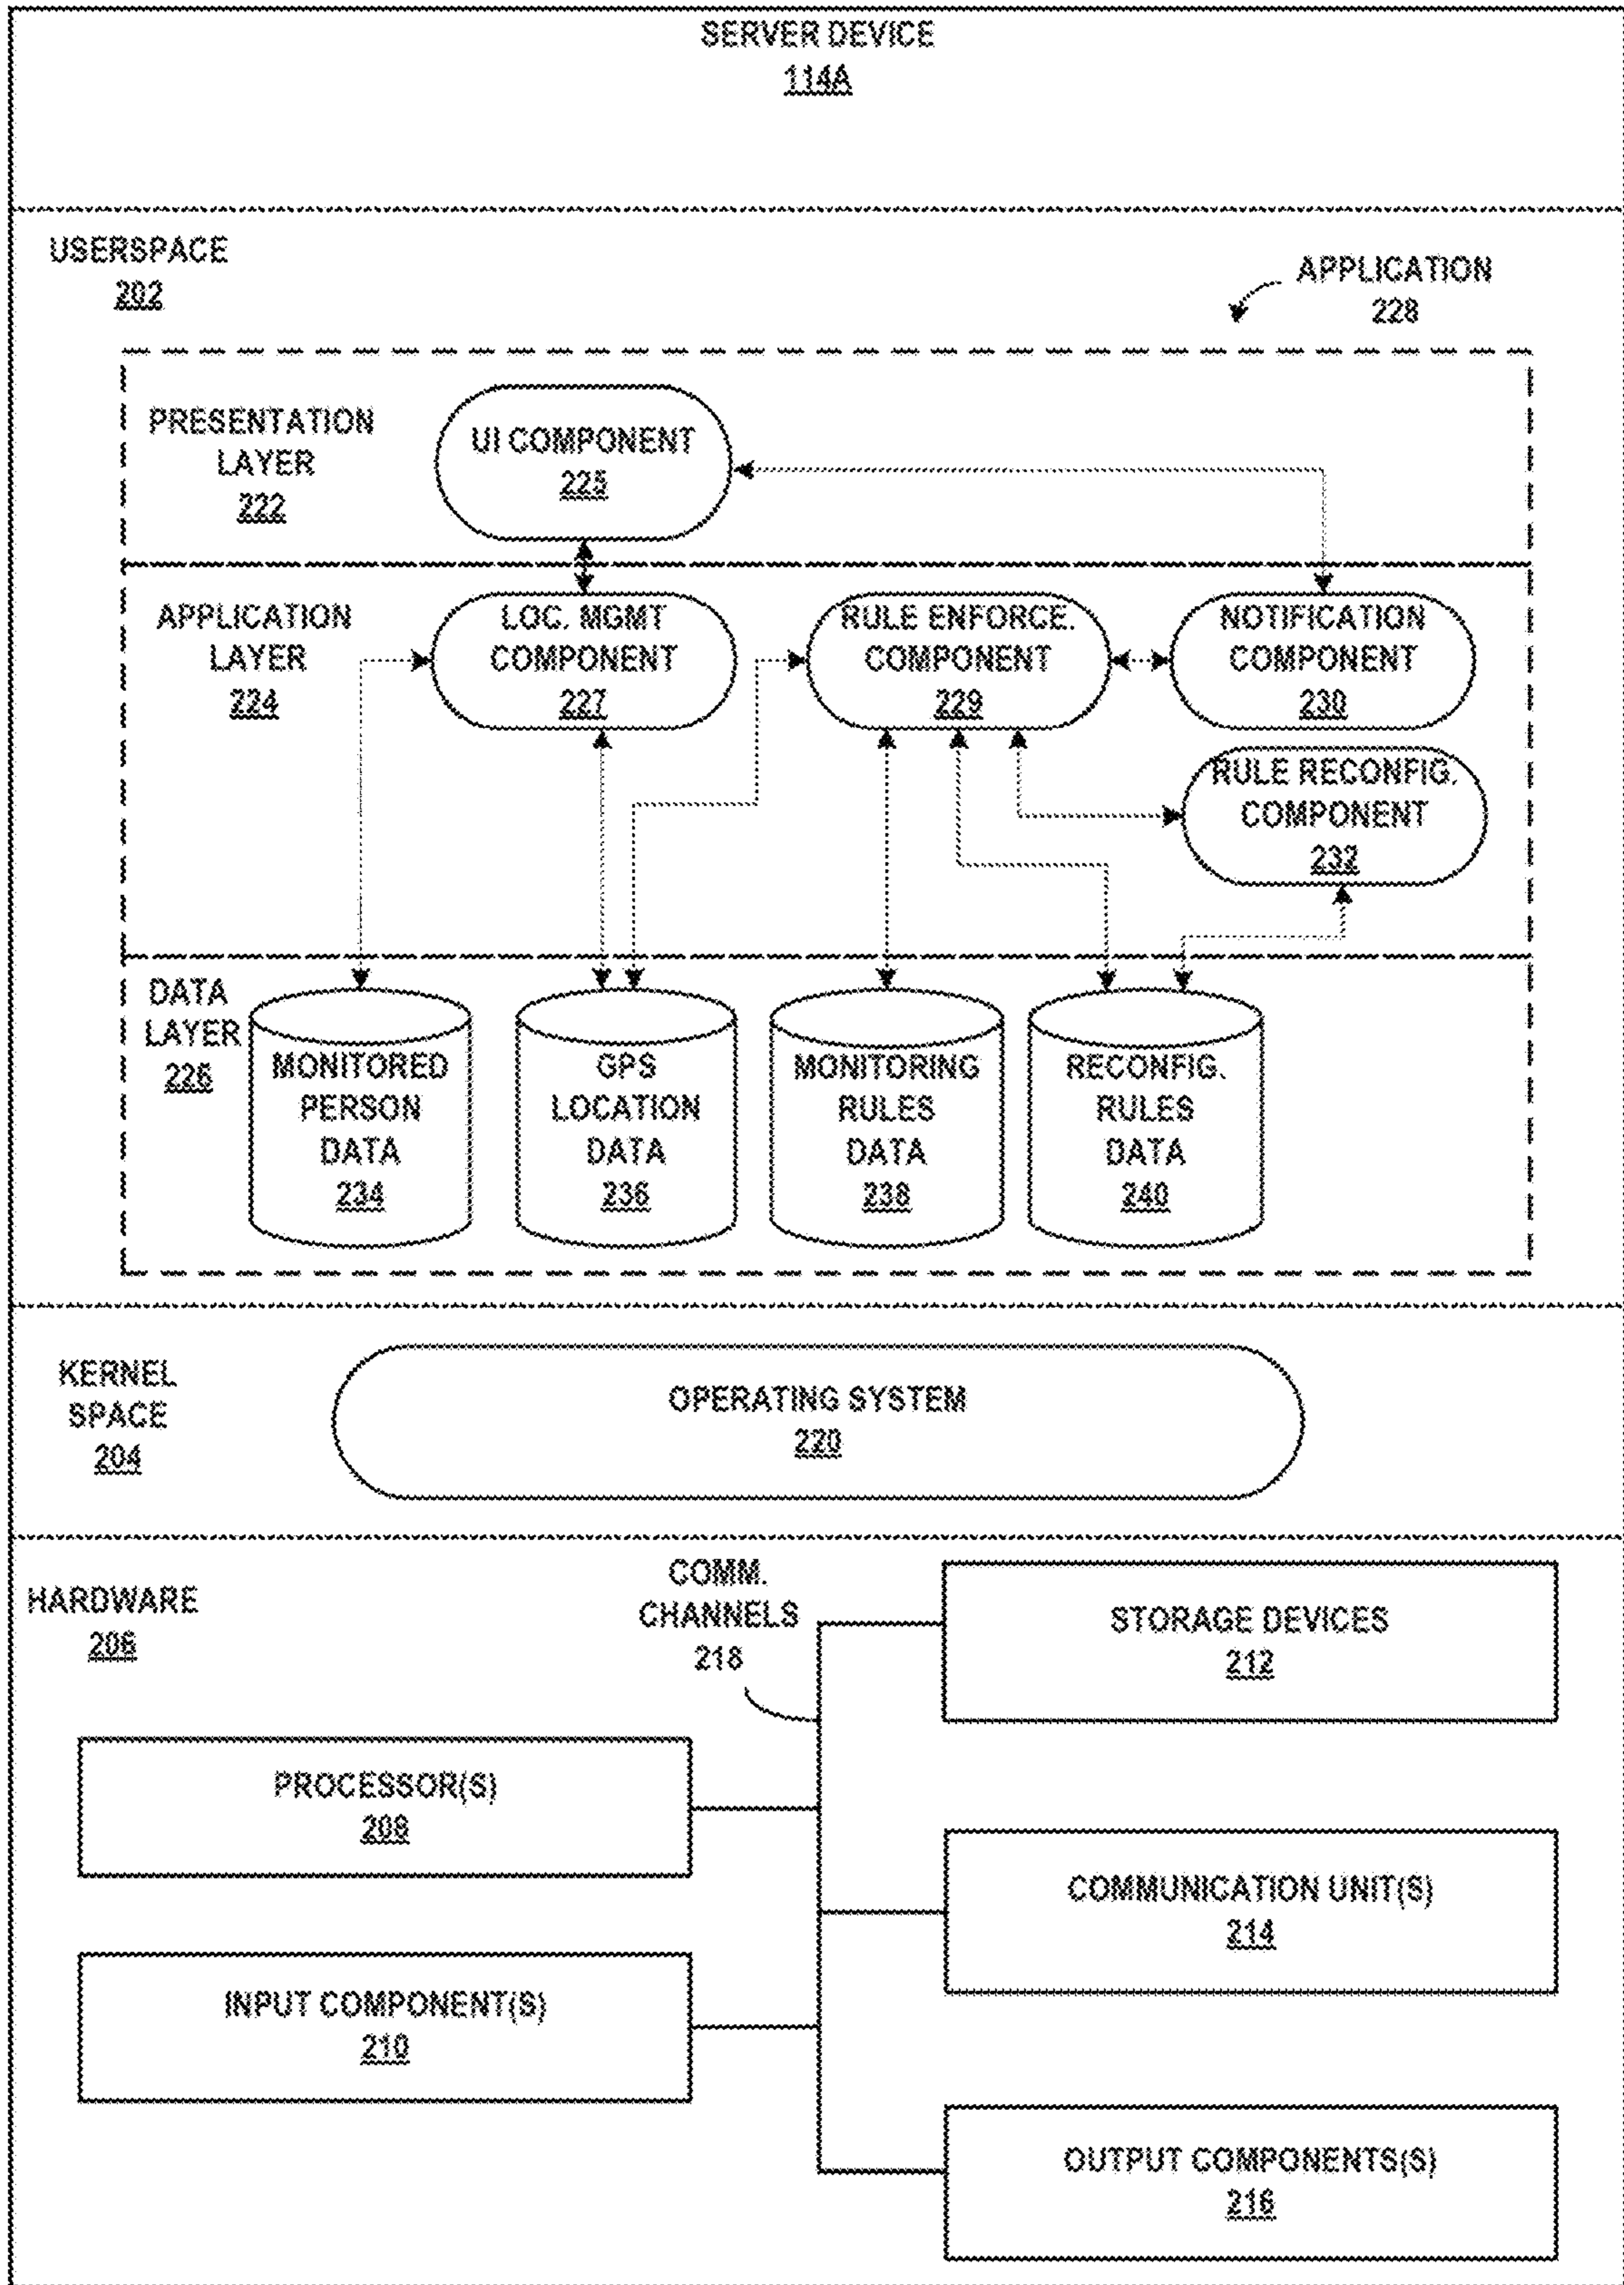 SERVER DEVICE
114A
USERSPACE
202
APPLICATION
228
PRESENTATION
LAYER
222
UI COMPONENT
225
APPLICATION
LAYER
224
LOC. MGMT
COMPONENT
227
RULE ENFORCE.
COMPONENT
229
NOTIFICATION
COMPONENT
230
RULE RECONFIG.
COMPONENT
232
DATA
LAYER
226
MONITORED
PERSON
DATA
234
GPS
LOCATION
DATA
236
MONITORING
RULES
DATA
238
RECONFIG.
RULES
DATA
240
KERNEL
SPACE
204
OPERATING SYSTEM
220
HARDWARE
206
COMM.
CHANNELS
218
STORAGE DEVICES
212
PROCESSOR(S)
208
COMMUNICATION UNIT(S)
214
INPUT COMPONENT(S)
210
OUTPUT COMPONENTS(S)
216